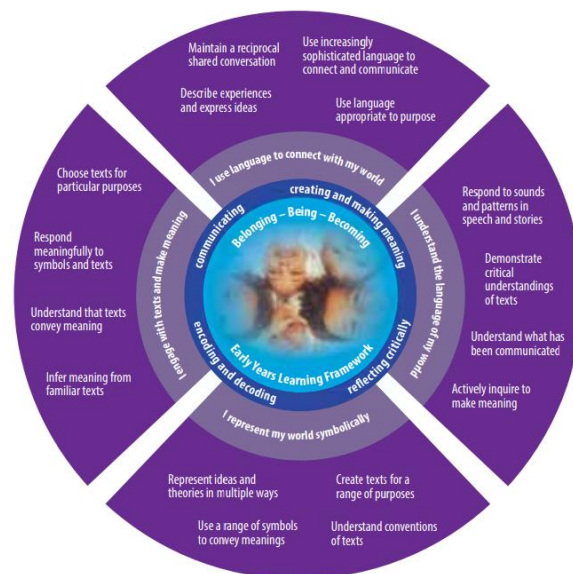 Maintain a reciprocal
shared conversation
Use increasingly
sophisticated language to
connect and communicate
Describe experiences
and express ideas
Use language
appropriate to purpose
I use language to connect with my world
Choose texts for
particular purposes
Respond
meaningfully to
symbols and texts
Understand that texts
convey meaning
Infer meaning from
familiar texts
I engage with texts and make meaning
communicating
creating and making meaning
Belonging – Being – Becoming
Early Years Learning Framework
encoding and decoding
reflecting critically
I understand the language of my world
Respond to sounds
and patterns in
speech and stories
Demonstrate
critical
understandings
of texts
Understand what has
been communicated
Actively inquire to
make meaning
I represent my world symbolically
Represent ideas and
theories in multiple ways
Create texts for a
range of purposes
Use a range of symbols
to convey meanings
Understand conventions
of texts